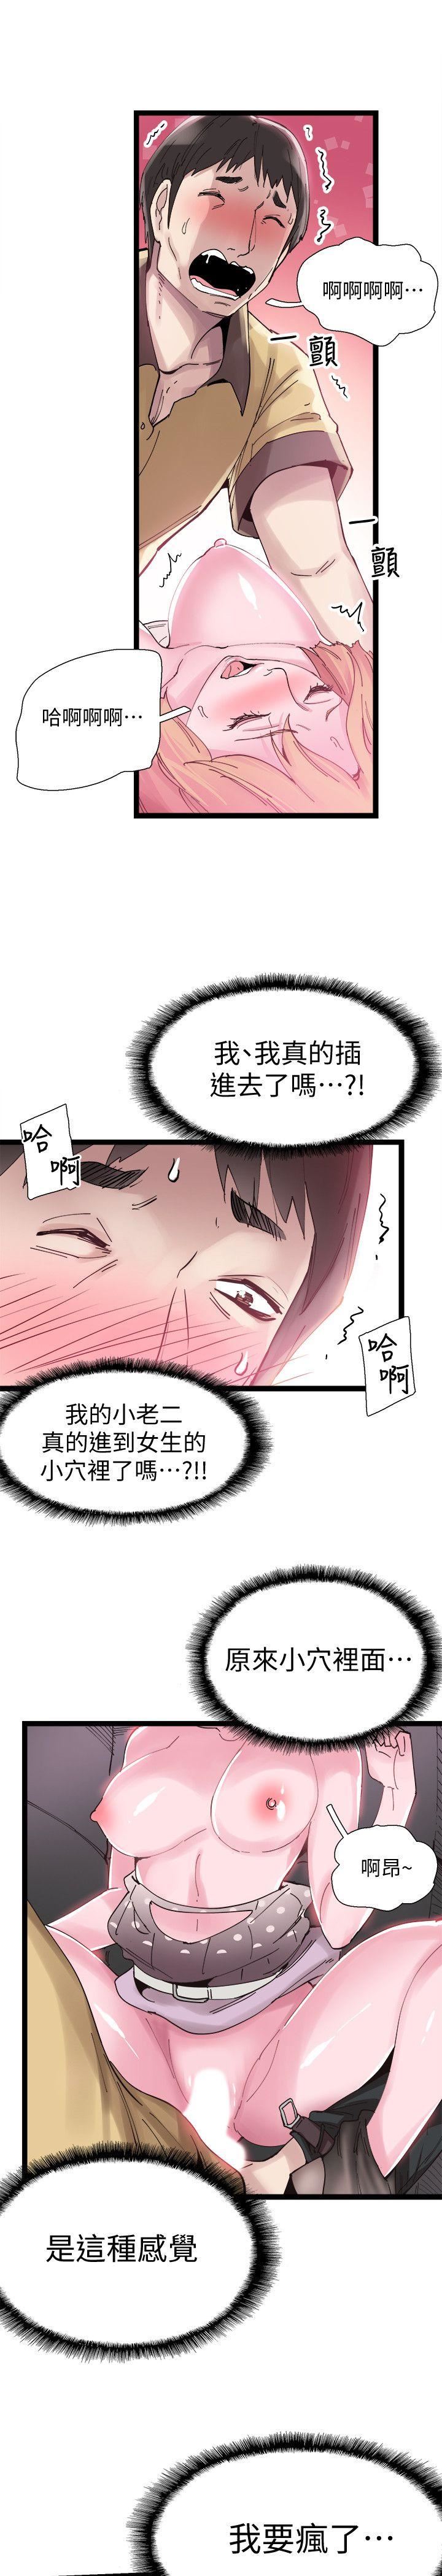 啊啊啊啊…
一顫
一顫
哈啊啊啊…
我、我真的插
進去了嗎…?!
哈啊
哈啊
我的小老二
真的進到女生的
小穴裡了嗎…?!!
原來小穴裡面…
啊昂~
是這種感覺
我要瘋了…